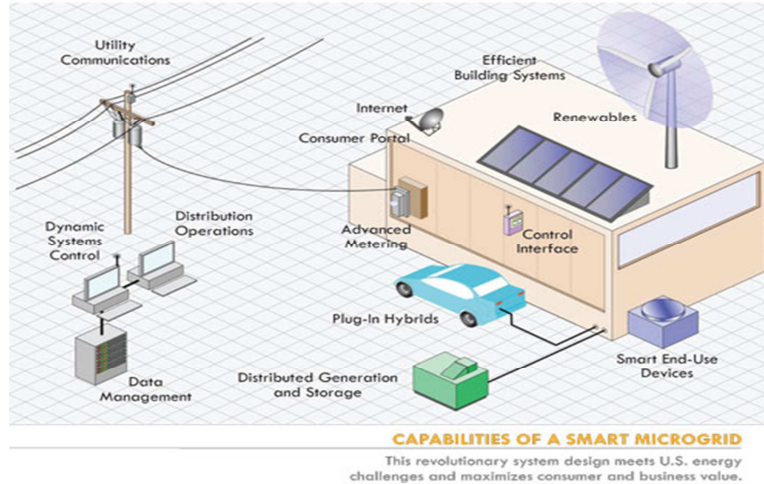 Utility
Communications
Efficient
Building Systems
Internet
Renewables
Consumer Portal
Dynamic
Systems
Control
Distribution
Operations
Advanced
Metering
Control
Interface
Plug-In Hybrids
Smart End-Use
Devices
Data
Management
Distributed Generation
and Storage
CAPABILITIES OF A SMART MICROGRID
This revolutionary system design meets U.S. energy
challenges and maximizes consumer and business value.